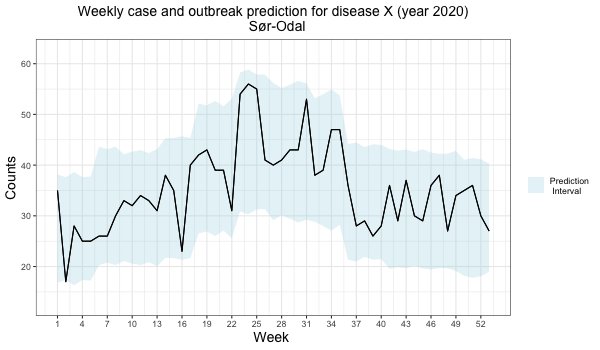 Weekly case and outbreak prediction for disease X (year 2020)
Sør-Odal
Counts
60
50
40
30
20
1 4 7 10 13 16 19 22 25 28 31 34 37 40 43 46 49 52
Week
Prediction
Interval